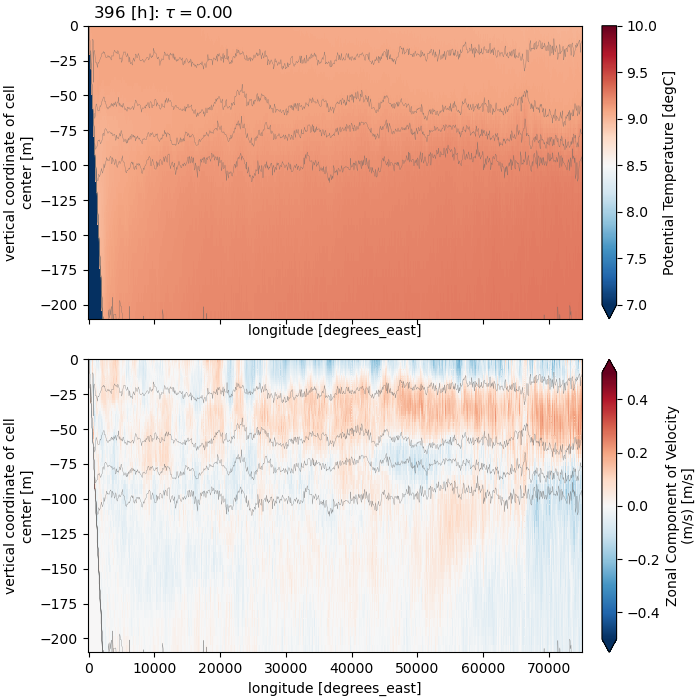 396 [h]: τ = 0.00
0
−25
−50
−75
−100
−125
−150
−175
−200
vertical coordinate of cell
center [m]
longitude [degrees_east]
10.0
9.5
9.0
8.5
8.0
7.5
7.0
Potential Temperature [degC]
0
−25
−50
−75
−100
−125
−150
−175
−200
vertical coordinate of cell
center [m]
0 10000 20000 30000 40000 50000 60000 70000
longitude [degrees_east]
0.4
0.2
0.0
−0.2
−0.4
Zonal Component of Velocity
(m/s) [m/s]